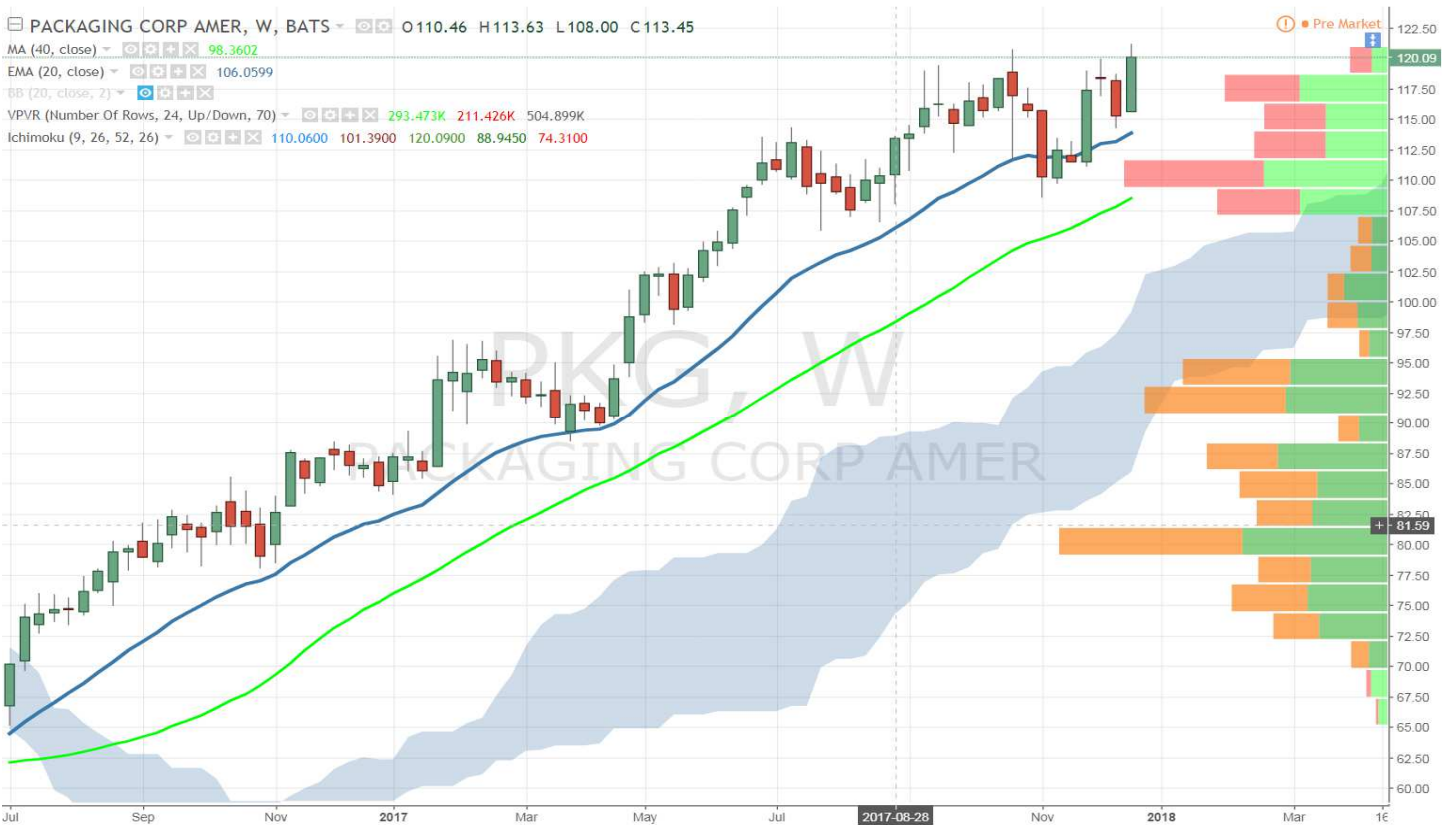 PACKAGING CORP AMER, W, BATS O110.46 H113.63 L108.00 C113.45
MA (40, close) 98.3602
EMA (20, close) 106.0599
BB (20, close, 2)
VPVR (Number Of Rows, 24, Up/Down, 70) 293.473K 211.426K 504.899K
Ichimoku (9, 26, 52, 26) 110.0600 101.3900 120.0900 88.9450 74.3100
Pre Market
PKG, W
PACKAGING CORP AMER
122.50
120.09
117.50
115.00
112.50
110.00
107.50
105.00
102.50
100.00
97.50
95.00
92.50
90.00
87.50
85.00
82.50
81.59
80.00
77.50
75.00
72.50
70.00
67.50
65.00
62.50
60.00
Jul Sep Nov 2017 Mar May Jul 2017-08-28 Nov 2018 Mar 16